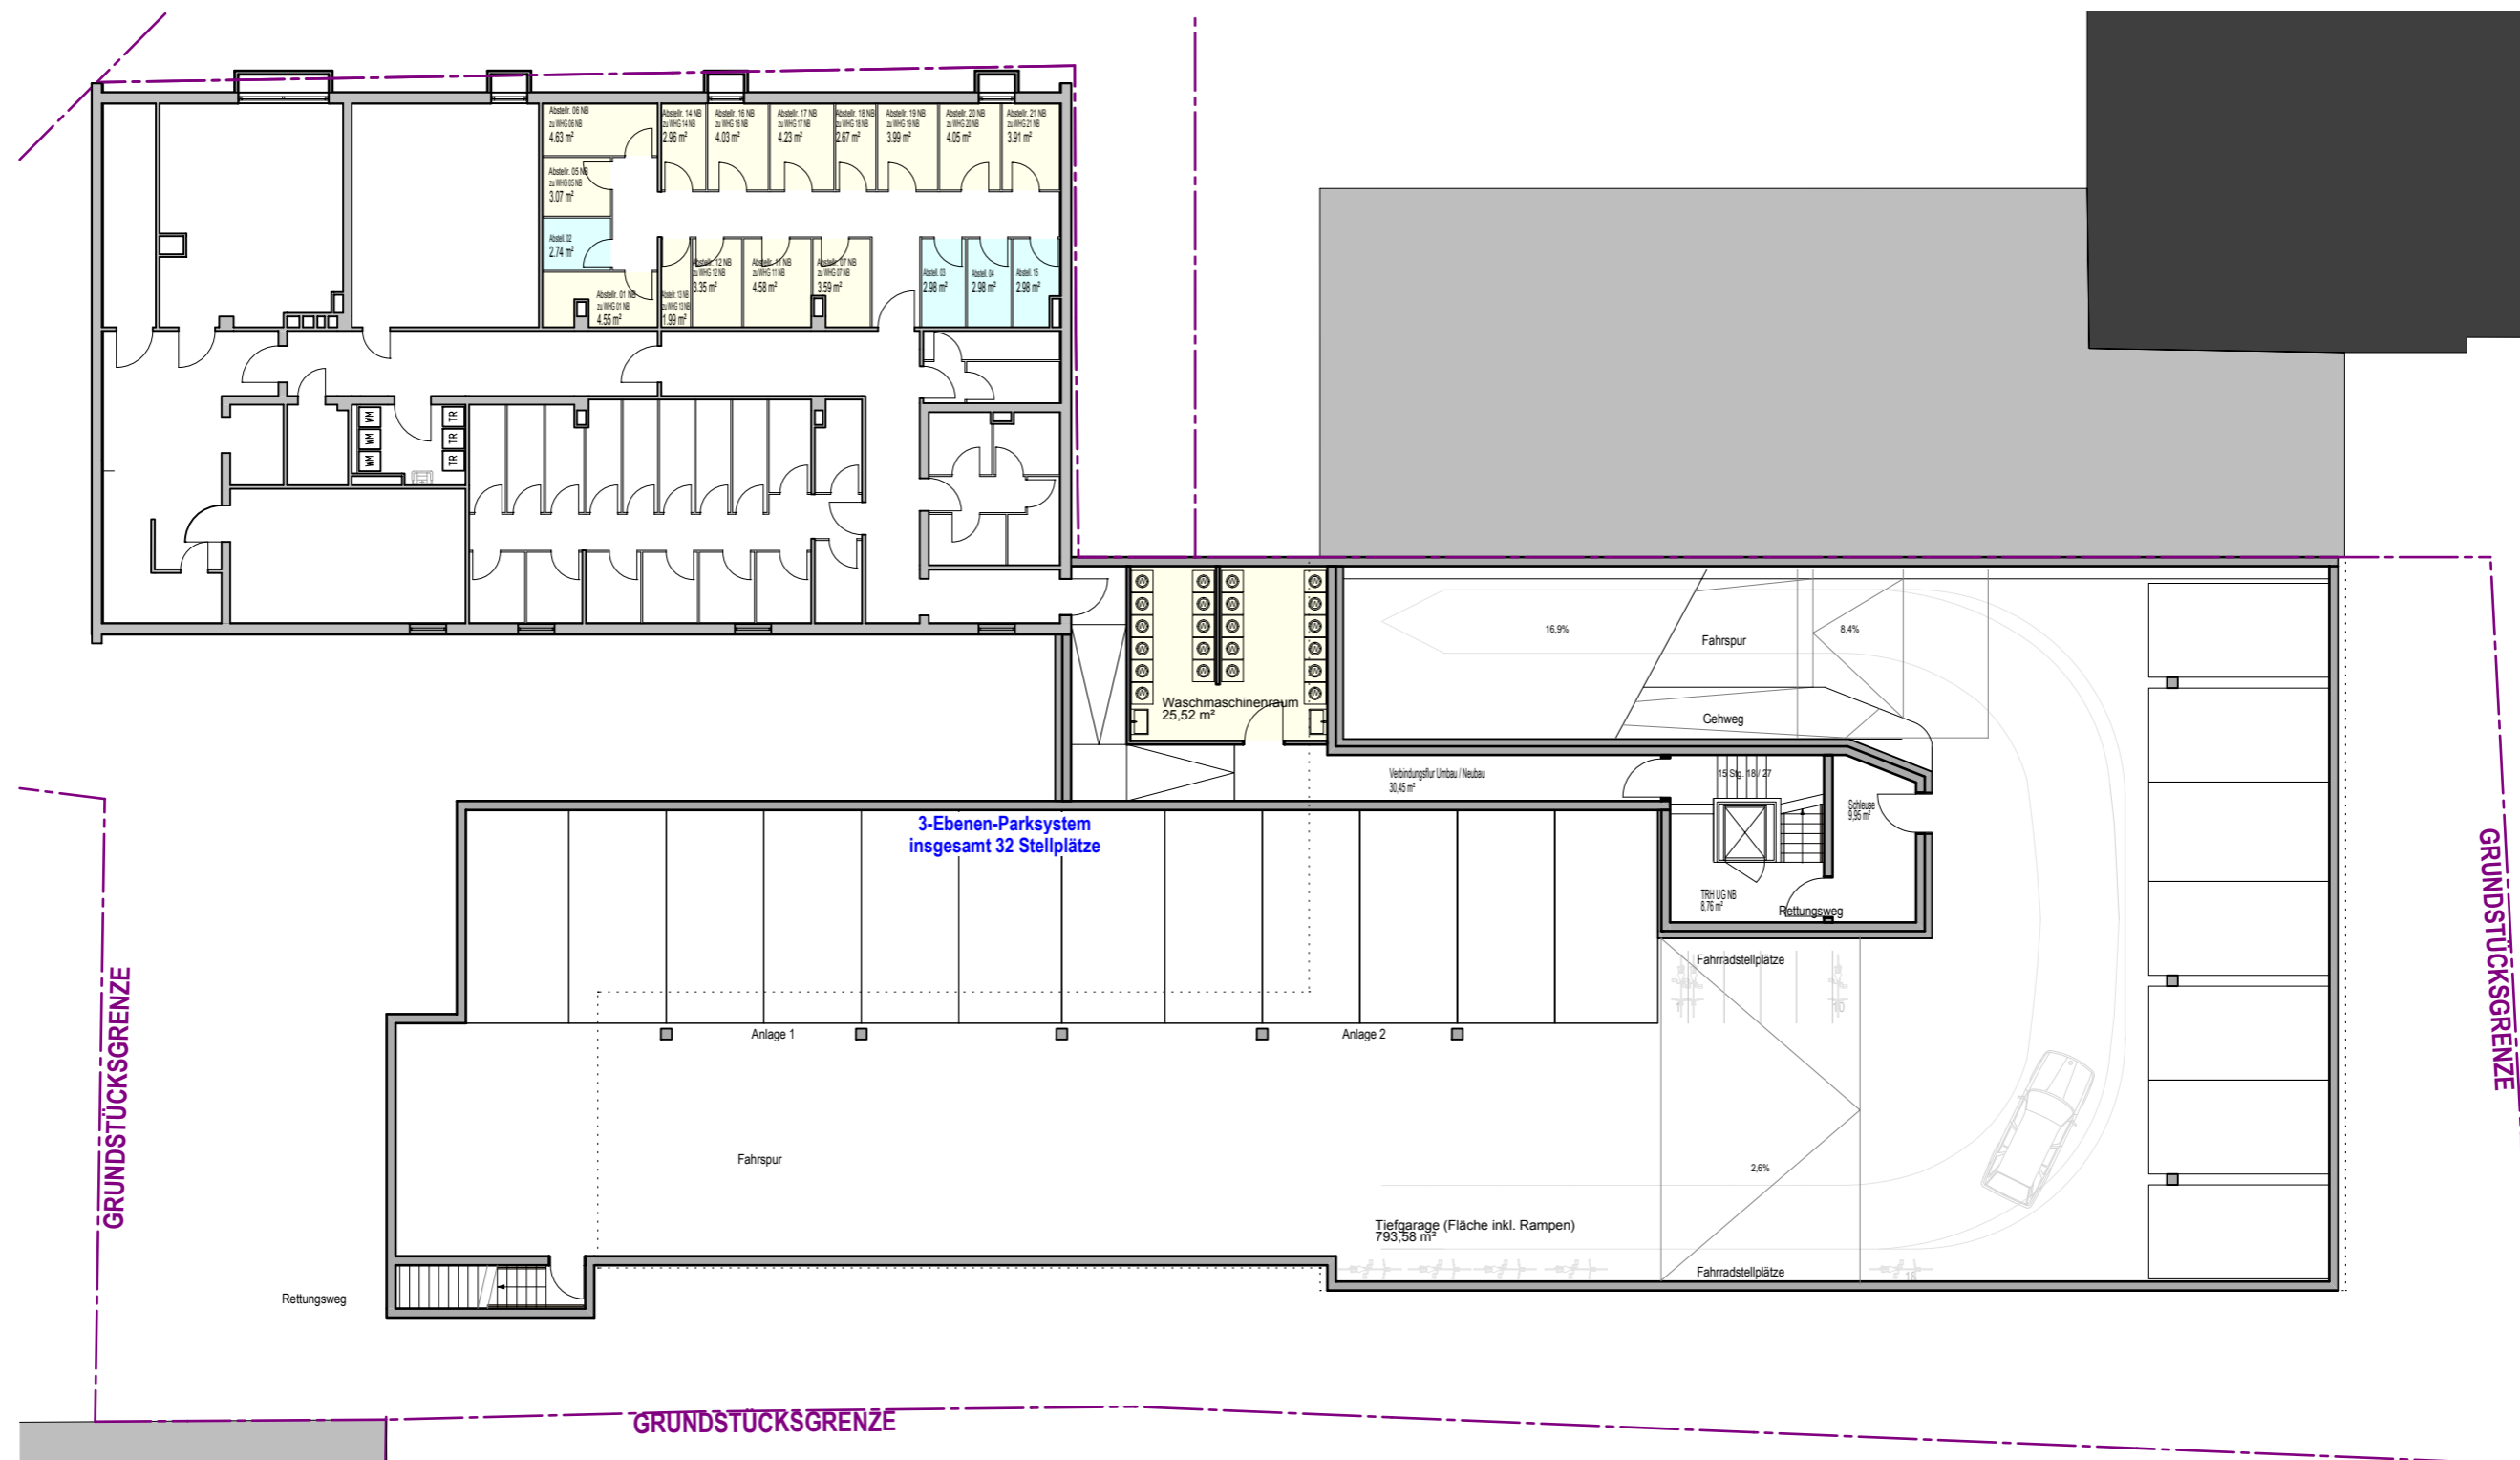 Abstellr. 06 NB
zu WHG 06 NB
4.63 m²
Abstellr. 14 NB
zu WHG 14 NB
2.96 m²
Abstellr. 16 NB
zu WHG 16 NB
4.03 m²
Abstellr. 17 NB
zu WHG 17 NB
4.23 m²
Abstellr. 18 NB
zu WHG 18 NB
2.67 m²
Abstellr. 19 NB
zu WHG 19 NB
3.99 m²
Abstellr. 20 NB
zu WHG 20 NB
4.05 m²
Abstellr. 21 NB
zu WHG 21 NB
3.91 m²
Abstellr. 05 NB
zu WHG 05 NB
3.07 m²
Abstell. 02
2.74 m²
Abstellr. 01 NB
zu WHG 01 NB
4.55 m²
Abstellr. 13 NB
zu WHG 13 NB
1.99 m²
Abstellr. 12 NB
zu WHG 12 NB
3.35 m²
Abstellr. 11 NB
zu WHG 11 NB
4.58 m²
Abstellr. 07 NB
zu WHG 07 NB
3.59 m²
Abstell. 03
2.98 m²
Abstell. 04
2.98 m²
Abstell. 15
2.98 m²
WM
WM
WM
TR
TR
TR
Waschmaschinenraum
25,52 m²
16,9%
Fahrspur
8,4%
Gehweg
Verbindungsflur Umbau / Neubau
30,45 m²
15 Stg. 18 / 27
Schleuse
9,95 m²
TRH UG NB
8,76 m²
Rettungsweg
3-Ebenen-Parksystem
insgesamt 32 Stellplätze
Fahrradstellplätze
1
10
Anlage 1
Anlage 2
Fahrspur
2,6%
Tiefgarage (Fläche inkl. Rampen)
793,58 m²
Fahrradstellplätze
18
Rettungsweg
GRUNDSTÜCKSGRENZE
GRUNDSTÜCKSGRENZE
GRUNDSTÜCKSGRENZE